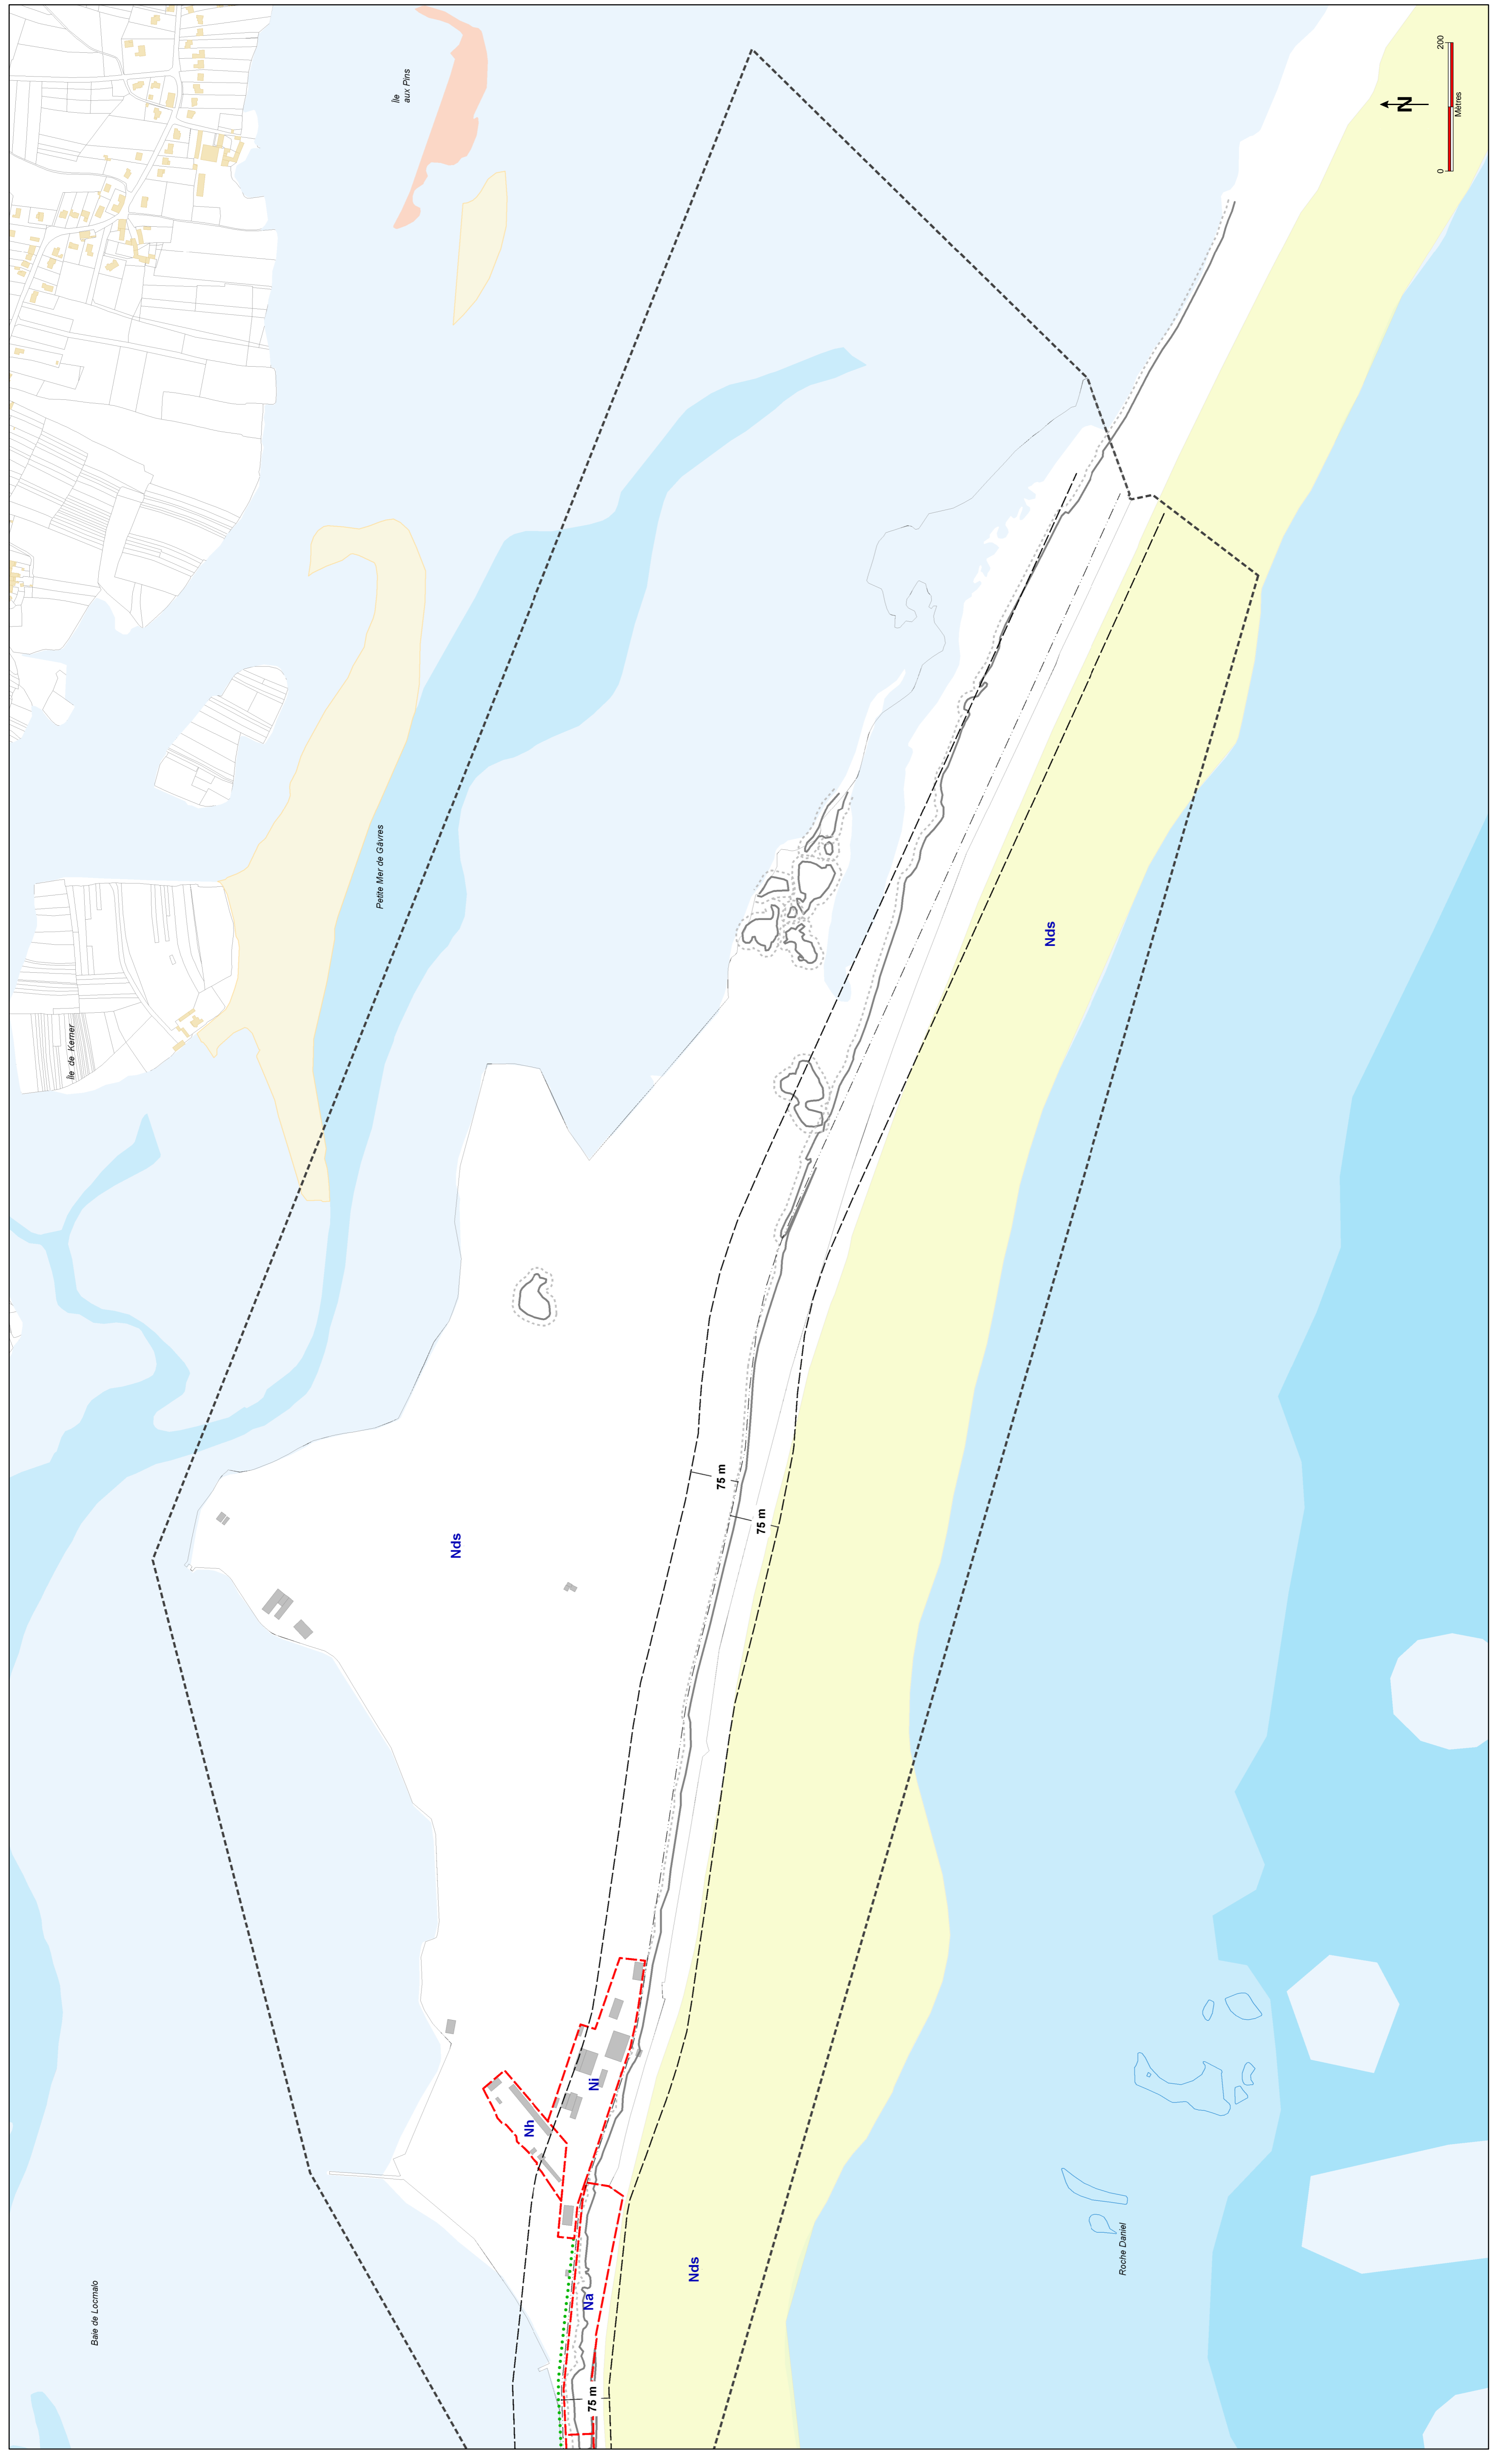 Île
aux Pins
200
N
0
Mètres
Petite Mer de Gâvres
Nds
Île de Kerner
75 m
75 m
Nds
Ni
Nh
Nds
Na
Roche Daniel
Baie de Locmalo
75 m